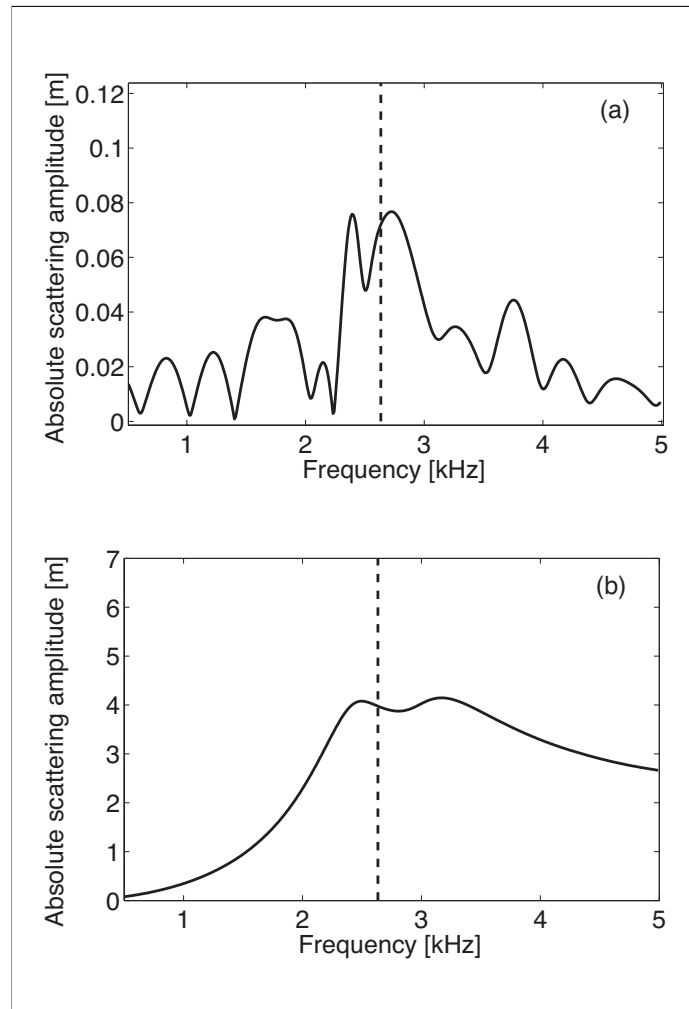 Absolute scattering amplitude [m]
0.12
0.1
0.08
0.06
0.04
0.02
0
(a)
1 2 3 4 5
Frequency [kHz]
Absolute scattering amplitude [m]
7
6
5
4
3
2
1
0
(b)
1 2 3 4 5
Frequency [kHz]